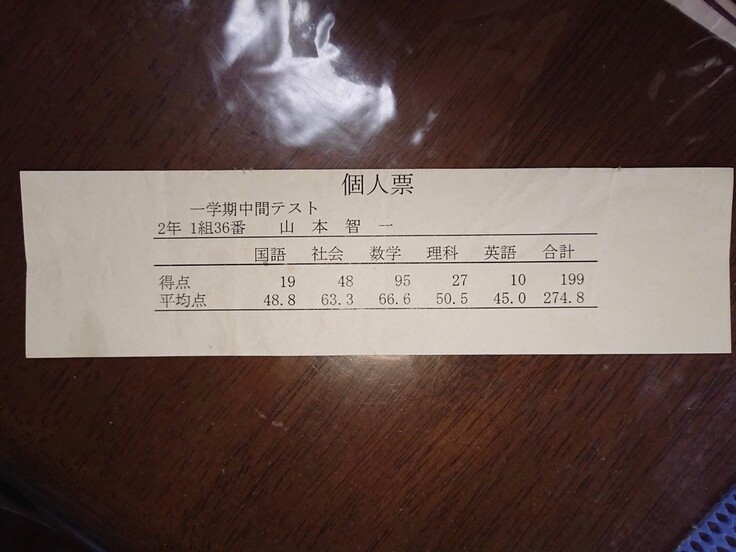 個人票
一学期中間テスト
2年 1組36番 山 本 智 一
国語 社会 数学 理科 英語 合計
得点 19 48 95 27 10 199
平均点 48.8 63.3 66.6 50.5 45.0 274.8